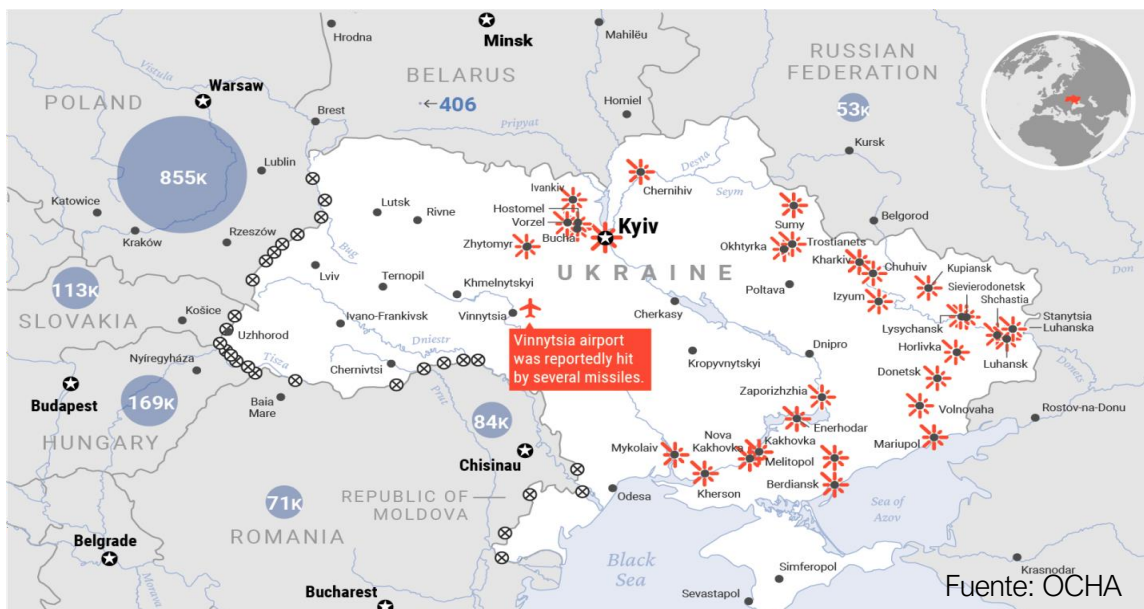 Hrodna
Minsk
Mahilëu
BELARUS
←406
RUSSIAN
FEDERATION
53K
Vistula
POLAND
Warsaw
Brest
Pripyat
Homiel
Desna
Kursk
855K
Lublin
Katowice
Kraków
Rzeszów
Lutsk
Rivne
Ivankiv
Hostomel
Vorzel
Bucha
Kyiv
Chernihiv
Seym
Sumy
Belgorod
Don
Zhytomyr
Okhtyrka
Trostianets
Kharkiv
Chuhuiv
Kupiansk
Sievierodonetsk
Shchastia
Bug
Lviv
Ternopil
Khmelnytskyi
UKRAINE
Poltava
Izyum
Stanytsia
Luhanska
Lysychansk
Luhansk
113K
SLOVAKIA
Košice
Uzhhorod
Ivano-Frankivsk
Vinnytsia
Cherkasy
Horlivka
Vinnytsia airport
was reportedly hit
by several missiles.
Dniestr
Dnipro
Kropyvnytskyi
Donetsk
Donets
Nyíregyháza
Tisza
Chernivtsi
Budapest
169K
HUNGARY
Baia
Mare
Prut
84K
Zaporizhzhia
Volnovaha
Rostov-na-Donu
Enerhodar
Mariupol
Chisinau
Mykolaiv
Nova
Kakhovka
Kakhovka
Melitopol
Kherson
Berdiansk
71K
ROMANIA
REPUBLIC OF
MOLDOVA
Odesa
Sea of
Azov
Belgrade
Morava
Bucharest
Black
Sea
Simferopol
Sevastapol
Krasnodar
Fuente: OCHA